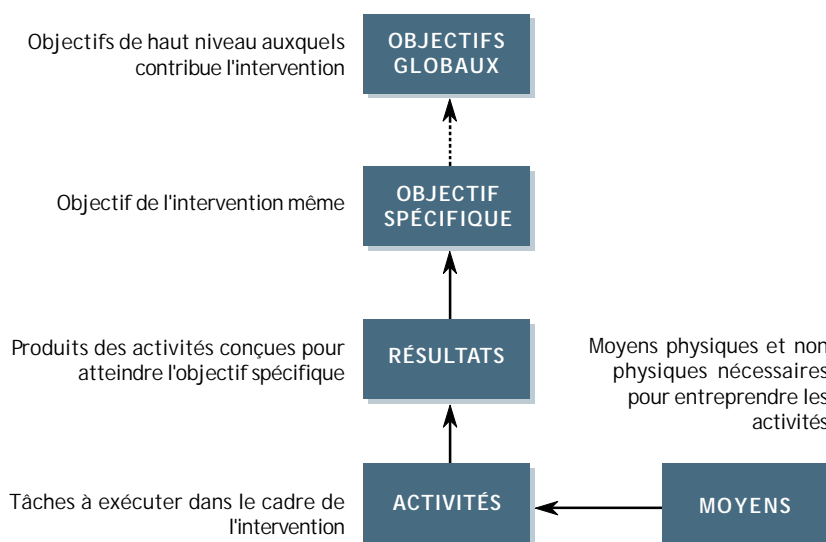 Objectifs de haut niveau auxquels
contribue l'intervention
OBJECTIFS
GLOBAUX
Objectif de l'intervention même
OBJECTIF
SPÉCIFIQUE
Produits des activités conçues pour
atteindre l'objectif spécifique
RÉSULTATS
Moyens physiques et non
physiques nécessaires
pour entreprendre les
activités
Tâches à exécuter dans le cadre de
l'intervention
ACTIVITÉS
MOYENS